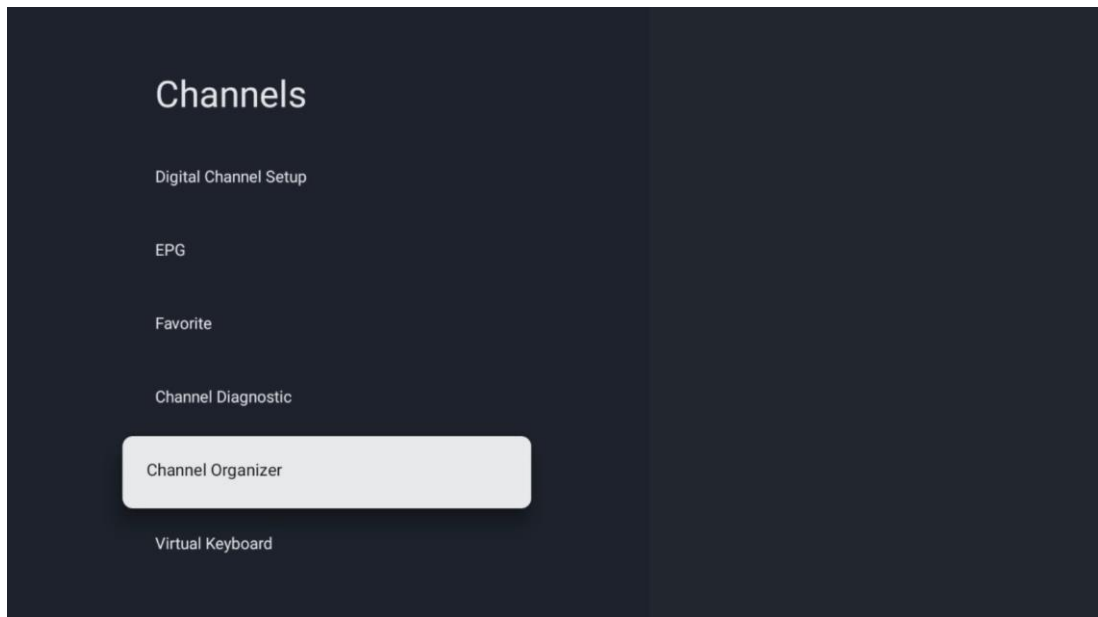 Channels
Digital Channel Setup
EPG
Favorite
Channel Diagnostic
Channel Organizer
Virtual Keyboard